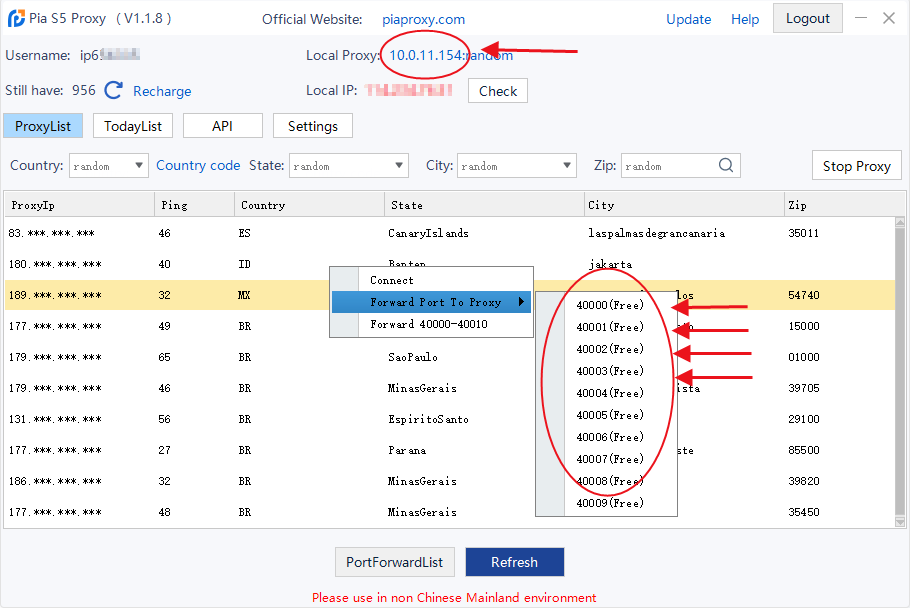 Pia S5 Proxy ( V1.1.8 ) Official Website: piaproxy.com Update Help Logout
Username: ip6 Local Proxy: 10.0.11.154:random
Still have: 956 Recharge Local IP: Check
ProxyList TodayList API Settings
Country: random Country code State: random City: random Zip: random Stop Proxy
ProxyIp Ping Country State City Zip
83.***.***.*** 46 ES CanaryIslands laspalmasdegrancanaria 35011
180.***.***.*** 40 ID Banten jakarta
Connect
189.***.***.*** 32 MX Forward Port To Proxy 40000(Free) los 54740
177.***.***.*** 49 BR Forward 40000-40010 40001(Free) 15000
40002(Free)
179.***.***.*** 65 BR SaoPaulo 01000
40003(Free)
179.***.***.*** 46 BR MinasGerais 40004(Free) ista 39705
131.***.***.*** 56 BR EspiritoSanto 40005(Free) 29100
40006(Free)
177.***.***.*** 27 BR Parana 40007(Free) ste 85500
186.***.***.*** 32 BR MinasGerais 40008(Free) 39820
40009(Free)
177.***.***.*** 48 BR MinasGerais 35450
PortForwardList Refresh
Please use in non Chinese Mainland environment